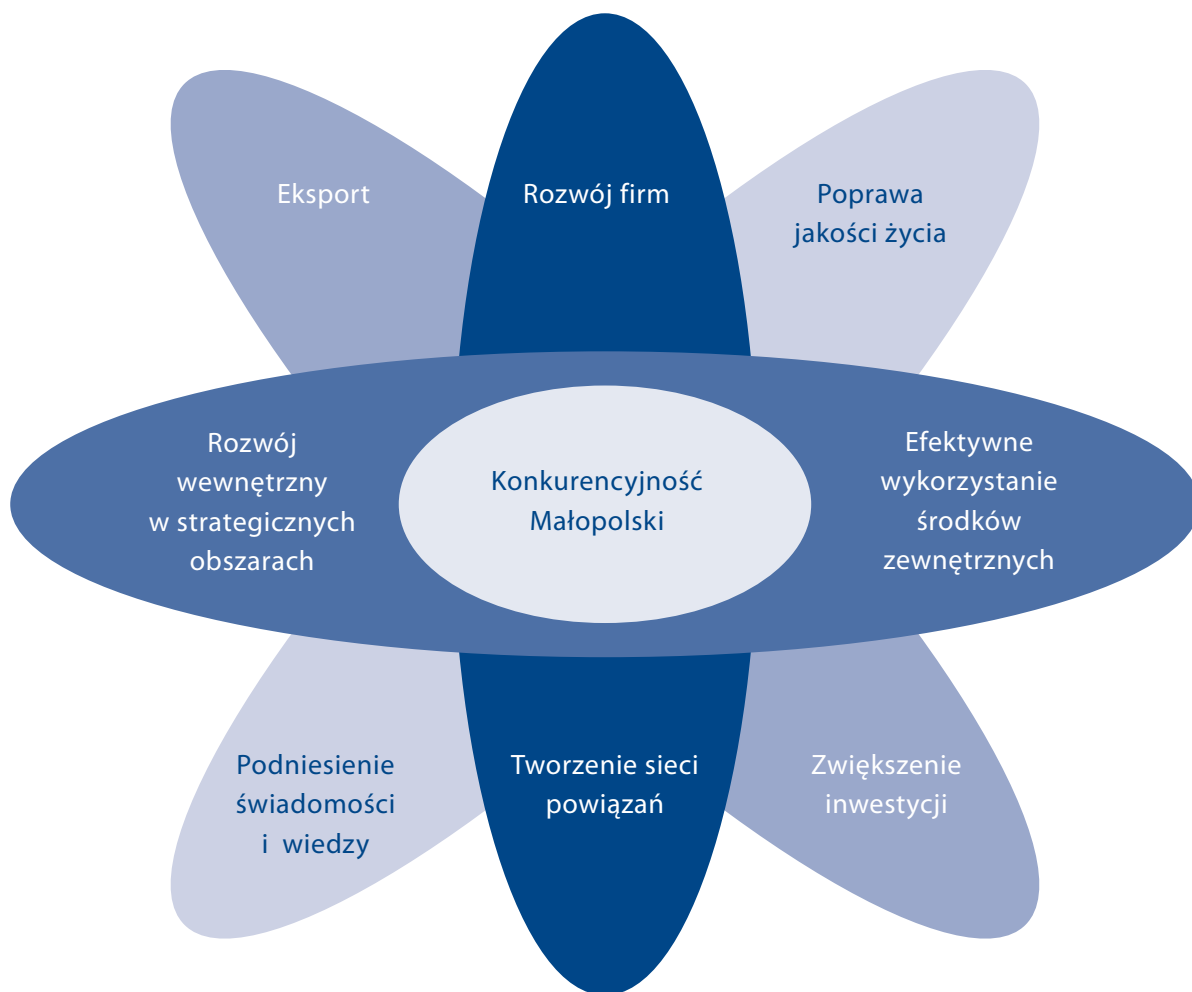 Eksport
Rozwój firm
Poprawa
jakości życia
Rozwój
wewnętrzny
w strategicznych
obszarach
Konkurencyjność
Małopolski
Efektywne
wykorzystanie
środków
zewnętrznych
Podniesienie
świadomości
i wiedzy
Tworzenie sieci
powiązań
Zwiększenie
inwestycji